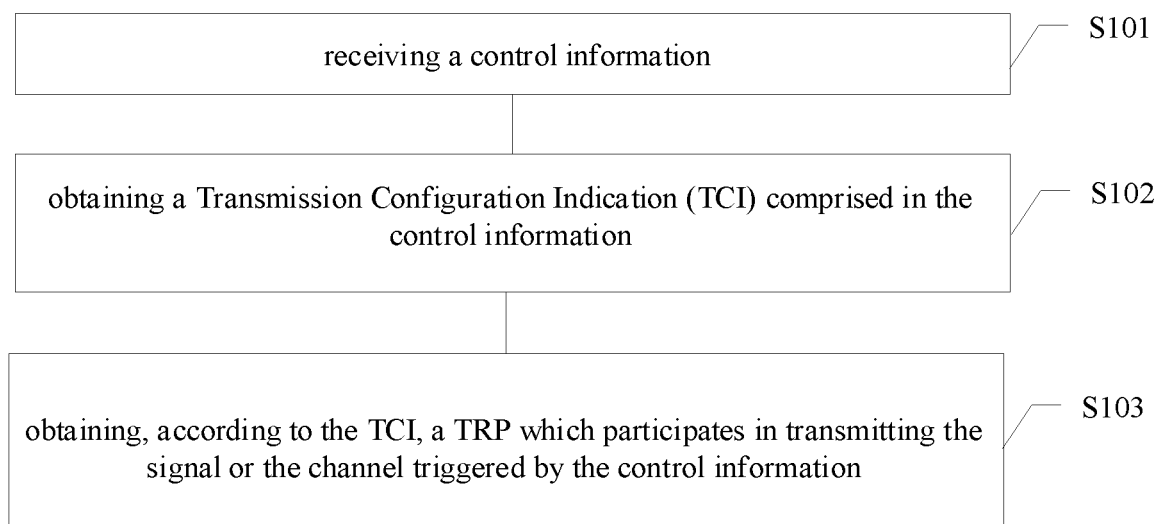 receiving a control information
S101
obtaining a Transmission Configuration Indication (TCI) comprised in the
control information
S102
obtaining, according to the TCI, a TRP which participates in transmitting the
signal or the channel triggered by the control information
S103